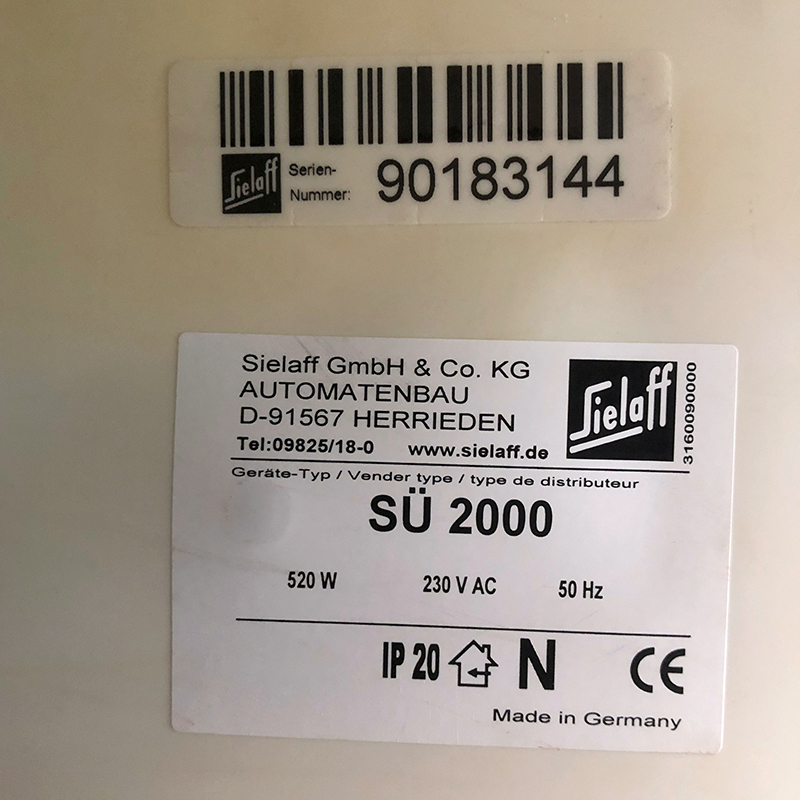 Sielaff
Serien-
Nummer:
90183144
Sielaff GmbH & Co. KG
AUTOMATENBAU
D-91567 HERRIEDEN
Tel:09825/18-0 www.sielaff.de
Sielaff
3160090000
Geräte-Typ / Vender type / type de distributeur
SÜ 2000
520 W 230 V AC 50 Hz
IP 20 N CE
Made in Germany